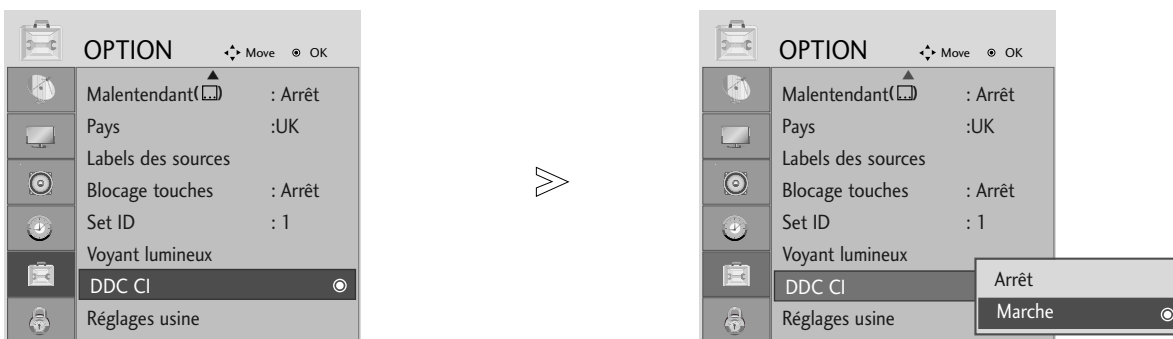 OPTION Move OK
Malentendant( ) : Arrêt
Pays :UK
Labels des sources
Blocage touches : Arrêt
Set ID : 1
Voyant lumineux
DDC CI
Réglages usine
OPTION Move OK
Malentendant( ) : Arrêt
Pays :UK
Labels des sources
Blocage touches : Arrêt
Set ID : 1
Voyant lumineux
DDC CI
Réglages usine
Arrêt
Marche